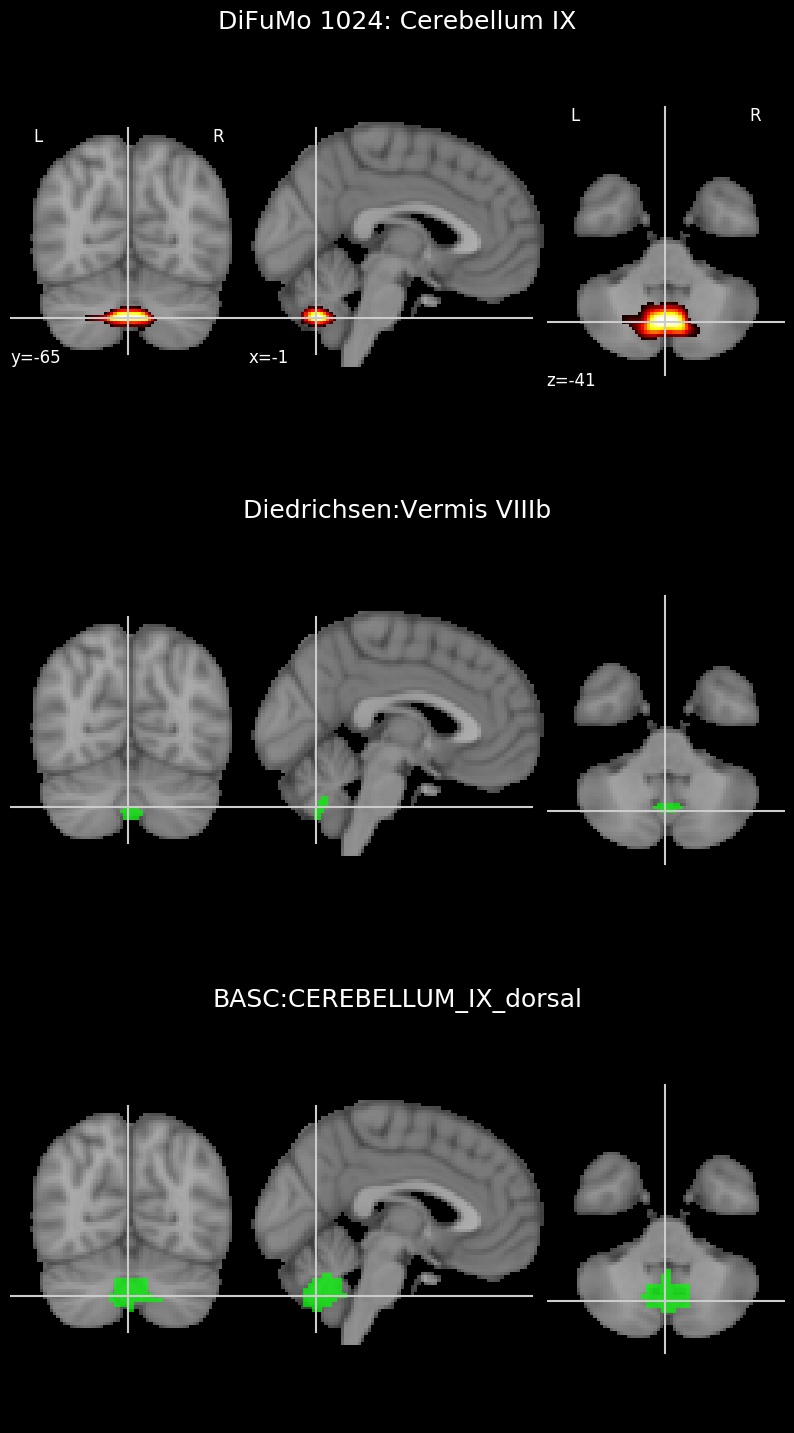 DiFuMo 1024: Cerebellum IX
L R
L R
y=-65
x=-1
z=-41
Diedrichsen:Vermis VIIIb
BASC:CEREBELLUM_IX_dorsal